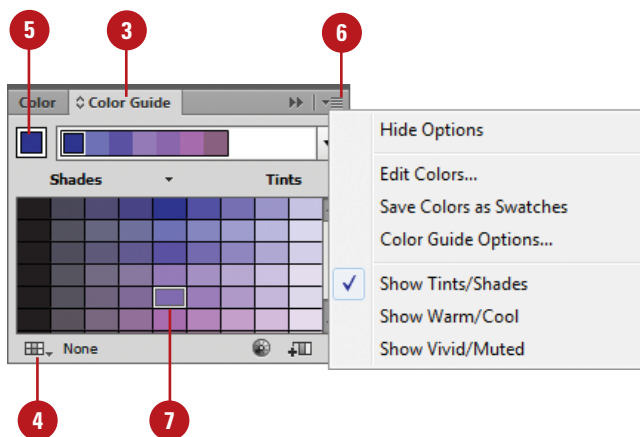 5 3 6
Color Color Guide
Hide Options
Shades Tints
Edit Colors...
Save Colors as Swatches
Color Guide Options...
✓ Show Tints/Shades
Show Warm/Cool
Show Vivid/Muted
None
4 7